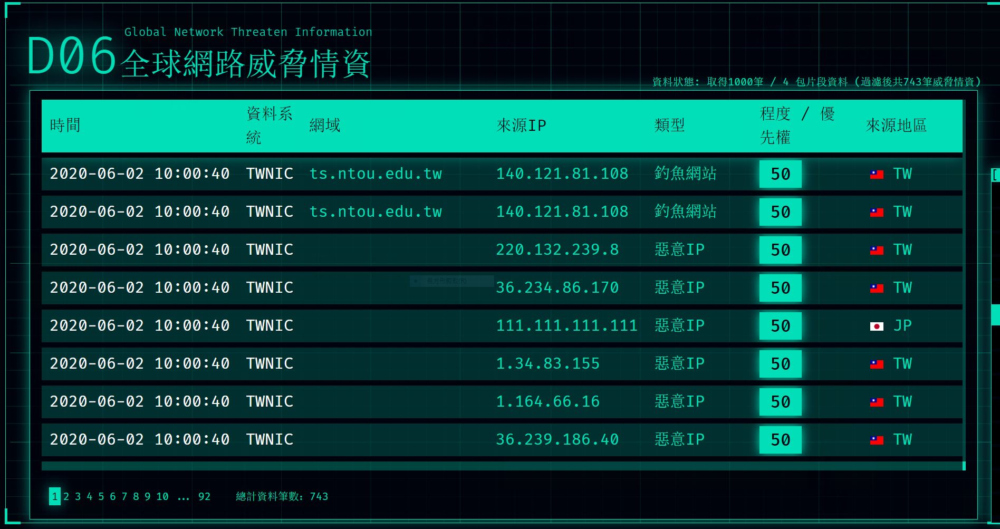 Global Network Threaten Information
D06 全球網路威脅情資
資料狀態: 取得1000筆 / 4 包片段資料 (過濾後共743筆威脅情資)
時間 資料系統 網域 來源IP 類型 程度 / 優先權 來源地區
2020-06-02 10:00:40 TWNIC ts.ntou.edu.tw 140.121.81.108 釣魚網站 50 TW
2020-06-02 10:00:40 TWNIC ts.ntou.edu.tw 140.121.81.108 釣魚網站 50 TW
2020-06-02 10:00:40 TWNIC 220.132.239.8 惡意IP 50 TW
2020-06-02 10:00:40 TWNIC 36.234.86.170 惡意IP 50 TW
2020-06-02 10:00:40 TWNIC 111.111.111.111 惡意IP 50 JP
2020-06-02 10:00:40 TWNIC 1.34.83.155 惡意IP 50 TW
2020-06-02 10:00:40 TWNIC 1.164.66.16 惡意IP 50 TW
2020-06-02 10:00:40 TWNIC 36.239.186.40 惡意IP 50 TW
1 2 3 4 5 6 7 8 9 10 ... 92 總計資料筆數: 743